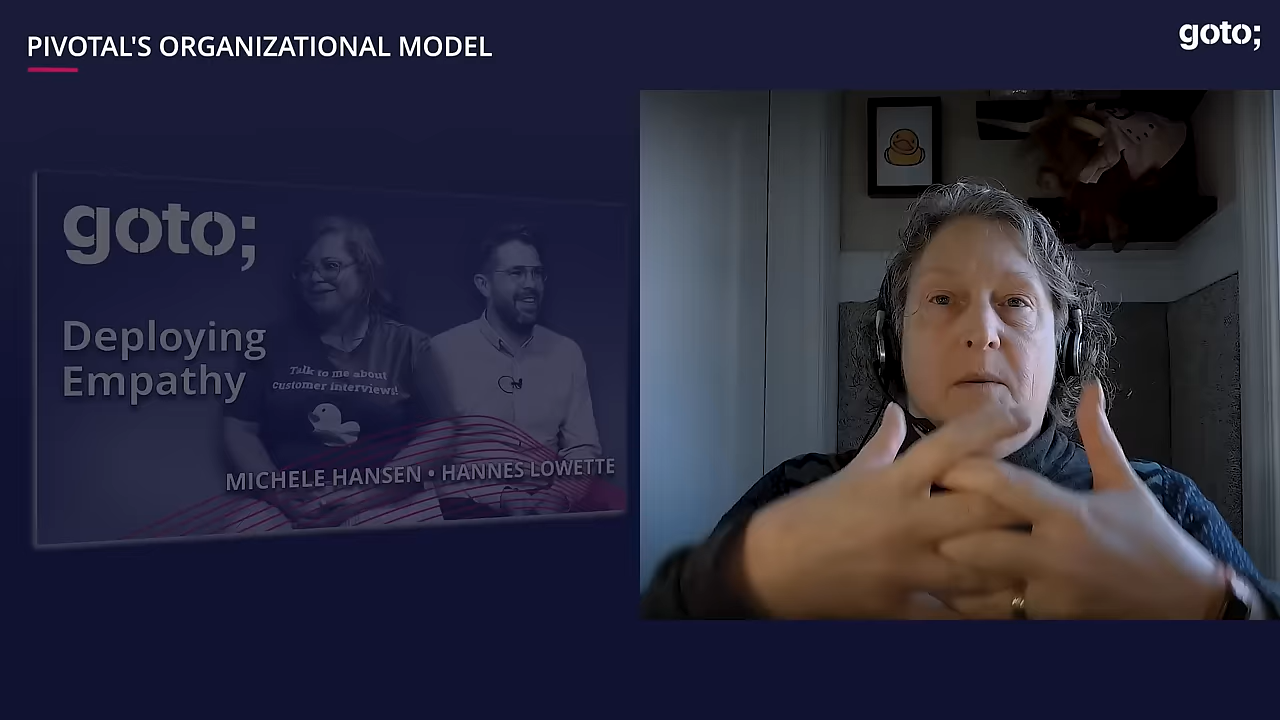 PIVOTAL'S ORGANIZATIONAL MODEL
goto;
goto;
Deploying
Empathy
Talk to me about
customer interviews!
MICHELE HANSEN • HANNES LOWETTE